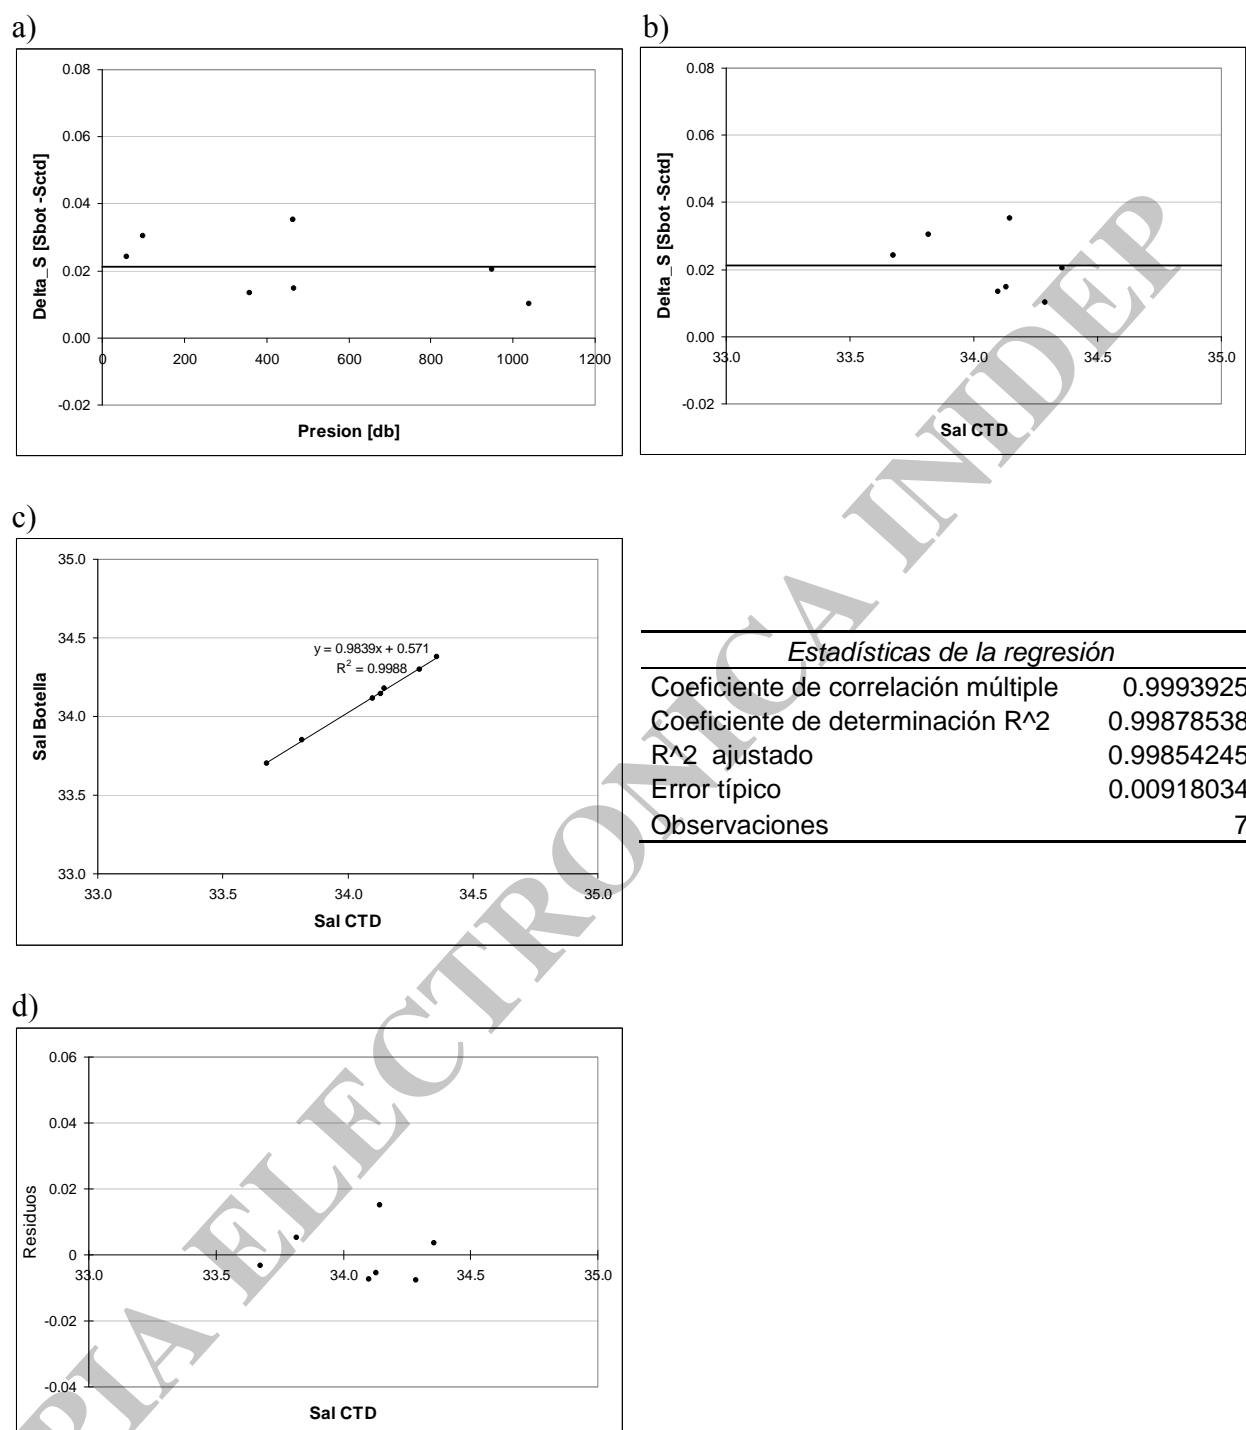 a)
0.08
0.06
0.04
0.02
0.00
-0.02
0 200 400 600 800 1000 1200
Delta_S [Sbot -Sctd]
Presion [db]
b)
0.08
0.06
0.04
0.02
0.00
-0.02
33.0 33.5 34.0 34.5 35.0
Delta_S [Sbot -Sctd]
Sal CTD
c)
35.0
34.5
34.0
33.5
33.0
33.0 33.5 34.0 34.5 35.0
y = 0.9839x + 0.571
R² = 0.9988
Sal Botella
Sal CTD
Estadísticas de la regresión
Coeficiente de correlación múltiple 0.9993925
Coeficiente de determinación R^2 0.99878538
R^2 ajustado 0.99854245
Error típico 0.00918034
Observaciones 7
d)
0.06
0.04
0.02
0
-0.02
-0.04
33.0 33.5 34.0 34.5 35.0
Residuos
Sal CTD
PIA ELECTRONICA INIDEP